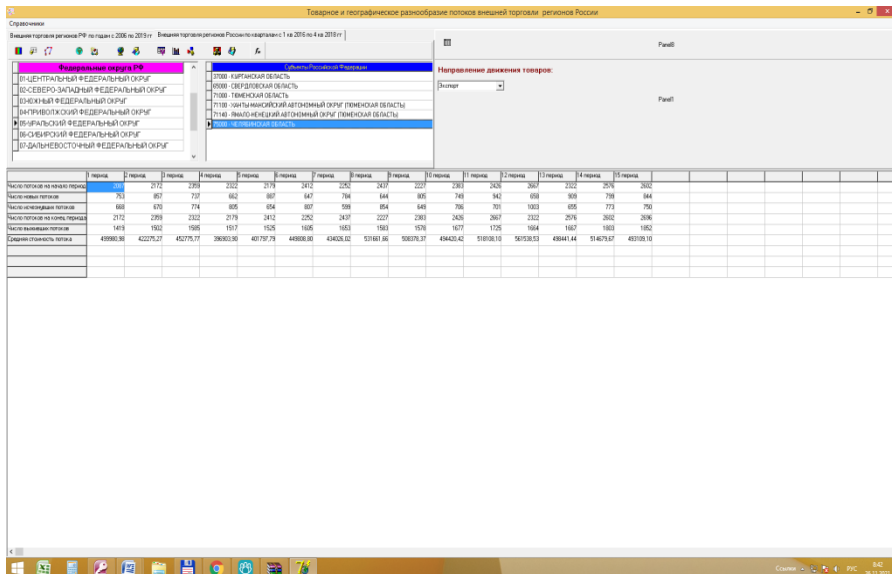 Товарное и географическое разнообразие потоков внешней торговли регионов России
Справочники
Внешняя торговля регионов РФ по годам с 2006 по 2019 гг Внешняя торговля регионов России по кварталам с 1 кв 2016 по 4 кв 2018 гг
Panel8
Федеральные округа РФ
01-ЦЕНТРАЛЬНЫЙ ФЕДЕРАЛЬНЫЙ ОКРУГ
02-СЕВЕРО-ЗАПАДНЫЙ ФЕДЕРАЛЬНЫЙ ОКРУГ
03-ЮЖНЫЙ ФЕДЕРАЛЬНЫЙ ОКРУГ
04-ПРИВОЛЖСКИЙ ФЕДЕРАЛЬНЫЙ ОКРУГ
05-УРАЛЬСКИЙ ФЕДЕРАЛЬНЫЙ ОКРУГ
06-СИБИРСКИЙ ФЕДЕРАЛЬНЫЙ ОКРУГ
07-ДАЛЬНЕВОСТОЧНЫЙ ФЕДЕРАЛЬНЫЙ ОКРУГ
Субъекты Российской Федерации
37000 - КУРГАНСКАЯ ОБЛАСТЬ
65000 - СВЕРДЛОВСКАЯ ОБЛАСТЬ
71000 - ТЮМЕНСКАЯ ОБЛАСТЬ
71100 - ХАНТЫ-МАНСИЙСКИЙ АВТОНОМНЫЙ ОКРУГ (ТЮМЕНСКАЯ ОБЛАСТЬ)
71140 - ЯМАЛО-НЕНЕЦКИЙ АВТОНОМНЫЙ ОКРУГ (ТЮМЕНСКАЯ ОБЛАСТЬ)
75000 - ЧЕЛЯБИНСКАЯ ОБЛАСТЬ
Направление движения товаров:
Экспорт
Panel1
1 период 2 период 3 период 4 период 5 период 6 период 7 период 8 период 9 период 10 период 11 период 12 период 13 период 14 период 15 период
Число потоков на начало период 2087 2172 2359 2322 2179 2412 2252 2437 2227 2383 2426 2667 2322 2576 2602
Число новых потоков 753 857 737 662 887 647 784 644 805 749 942 658 909 799 844
Число исчезнувших потоков 668 670 774 805 654 807 599 854 649 706 701 1003 655 773 750
Число потоков на конец периода 2172 2359 2322 2179 2412 2252 2437 2227 2383 2426 2667 2322 2576 2602 2696
Число выживших потоков 1419 1502 1585 1517 1525 1605 1653 1583 1578 1677 1725 1664 1667 1803 1852
Средняя стоимость потока 499980,98 422275,27 452775,77 396903,90 401797,79 449808,80 434026,02 531661,66 508378,37 494420,42 518108,10 561538,53 498441,44 514679,67 493109,10
Ссылки РУС 8:42